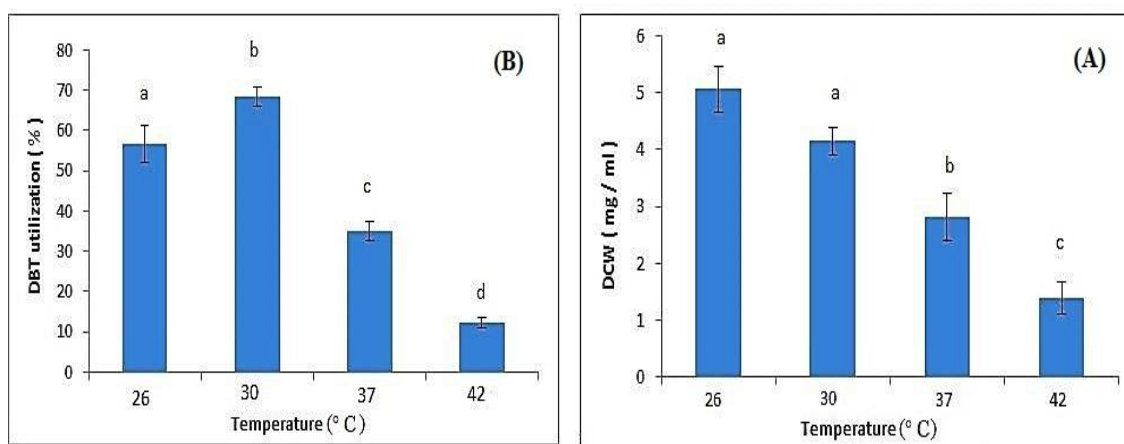 (B)
DBT utilization ( % )
80
70
60
50
40
30
20
10
0
a
b
c
d
26 30 37 42
Temperature (° C)
(A)
DCW ( mg / ml )
6
5
4
3
2
1
0
a
a
b
c
26 30 37 42
Temperature (° C)